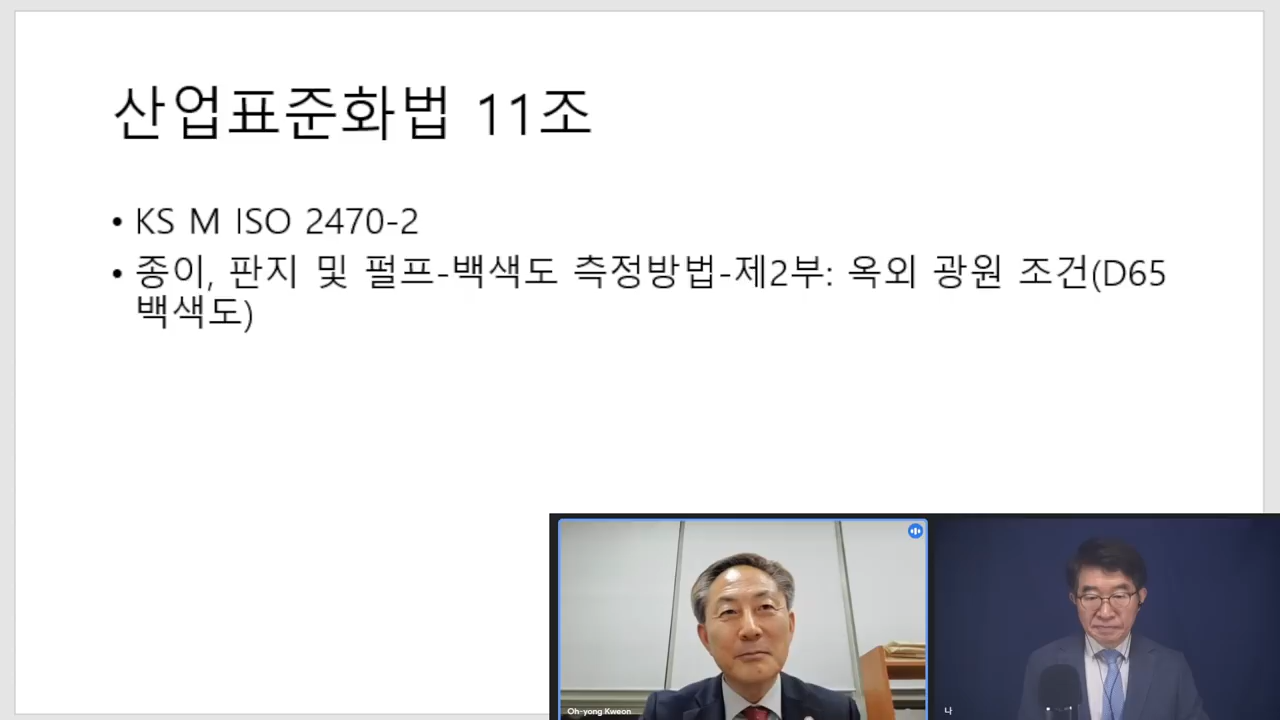 산업표준화법 11조
• KS M ISO 2470-2
• 종이, 판지 및 펄프-백색도 측정방법-제2부: 옥외 광원 조건(D65
백색도)
Oh-yong Kweon
나